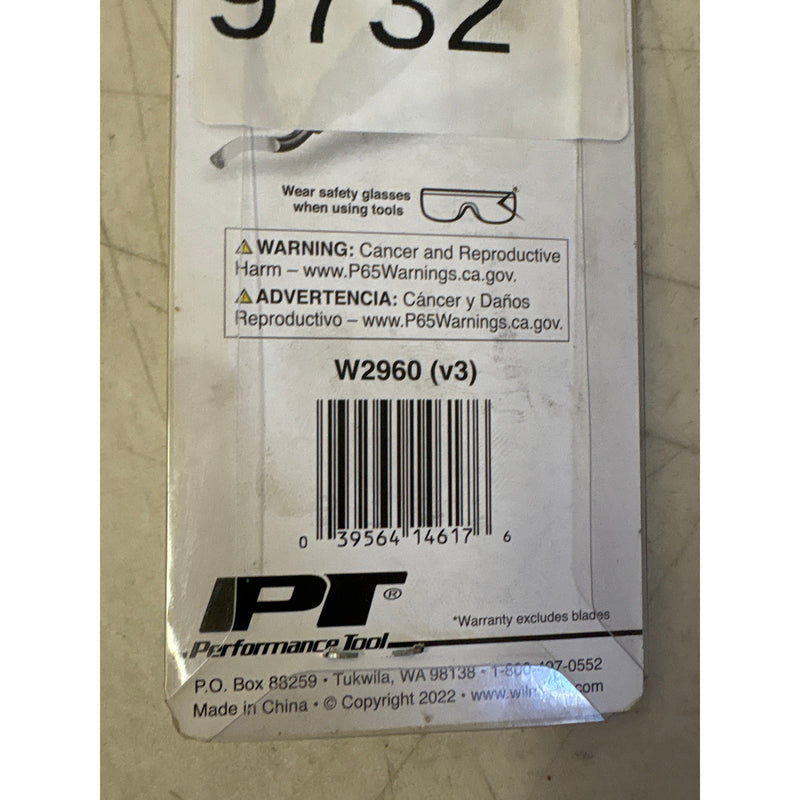 9732
Wear safety glasses
when using tools
WARNING: Cancer and Reproductive
Harm – www.P65Warnings.ca.gov.
ADVERTENCIA: Cáncer y Daños
Reproductivo – www.P65Warnings.ca.gov.
W2960 (v3)
0 39564 14617 6
PT®
Performance Tool
*Warranty excludes blades
P.O. Box 88259 • Tukwila, WA 98138 •
Made in China • © Copyright 2022 •